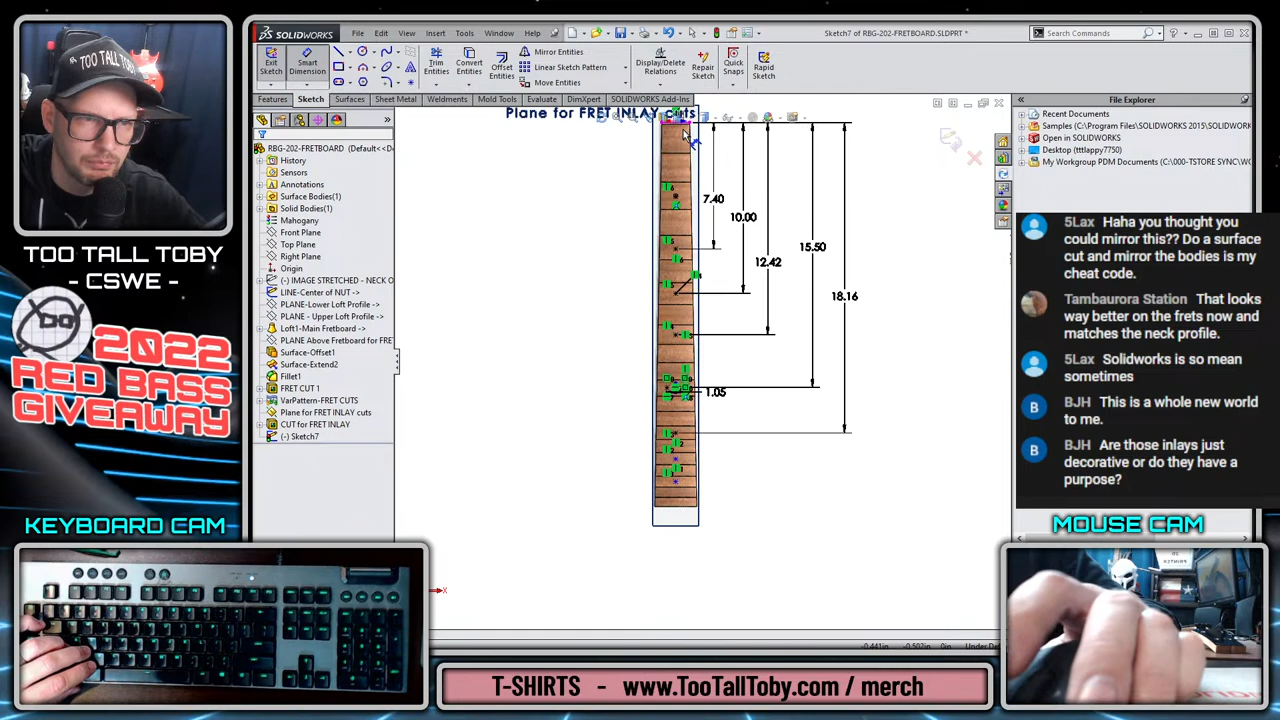 TOO TALL TOBY
SOLIDWORKS
File Edit View Insert Tools Window Help
Sketch7 of RBG-202-FRETBOARD.SLDPRT *
Search Commands
Exit Sketch
Smart Dimension
Trim Entities
Convert Entities
Offset Entities
Mirror Entities
Linear Sketch Pattern
Move Entities
Display/Delete Relations
Repair Sketch
Quick Snaps
Rapid Sketch
Features Sketch Surfaces Sheet Metal Weldments Mold Tools Evaluate DimXpert SOLIDWORKS Add-Ins
RBG-202-FRETBOARD (Default<<De
History
Sensors
Annotations
Surface Bodies(1)
Solid Bodies(1)
Mahogany
Front Plane
Top Plane
Right Plane
Origin
(-) IMAGE STRETCHED - NECK O
LINE-Center of NUT ->
PLANE-Lower Loft Profile ->
PLANE - Upper Loft Profile ->
Loft1-Main Fretboard ->
PLANE Above Fretboard for FRE
Surface-Offset1
Surface-Extend2
Fillet1
FRET CUT 1
VarPattern-FRET CUTS
Plane for FRET INLAY cuts
CUT for FRET INLAY
(-) Sketch7
Plane for FRET INLAY cuts
7.40
10.00
12.42
15.50
18.16
1.05
X
-0.441in -0.502in 0in Under De
File Explorer
Recent Documents
Samples (C:\Program Files\SOLIDWORKS 2015\SOLIDWO
Open in SOLIDWORKS
Desktop (tttlappy7750)
My Workgroup PDM Documents (C:\000-TSTORE SYNC\W
5Lax Haha you thought you
could mirror this?? Do a surface
cut and mirror the bodies is my
cheat code.
Tambaurora Station That looks
way better on the frets now and
matches the neck profile.
5Lax Solidworks is so mean
sometimes
B BJH This is a whole new world
to me.
B BJH Are those inlays just
decorative or do they have a
purpose?
TOO TALL TOBY
- CSWE -
2022
RED BASS
GIVEAWAY
KEYBOARD CAM
MOUSE CAM
T-SHIRTS - www.TooTallToby.com / merch